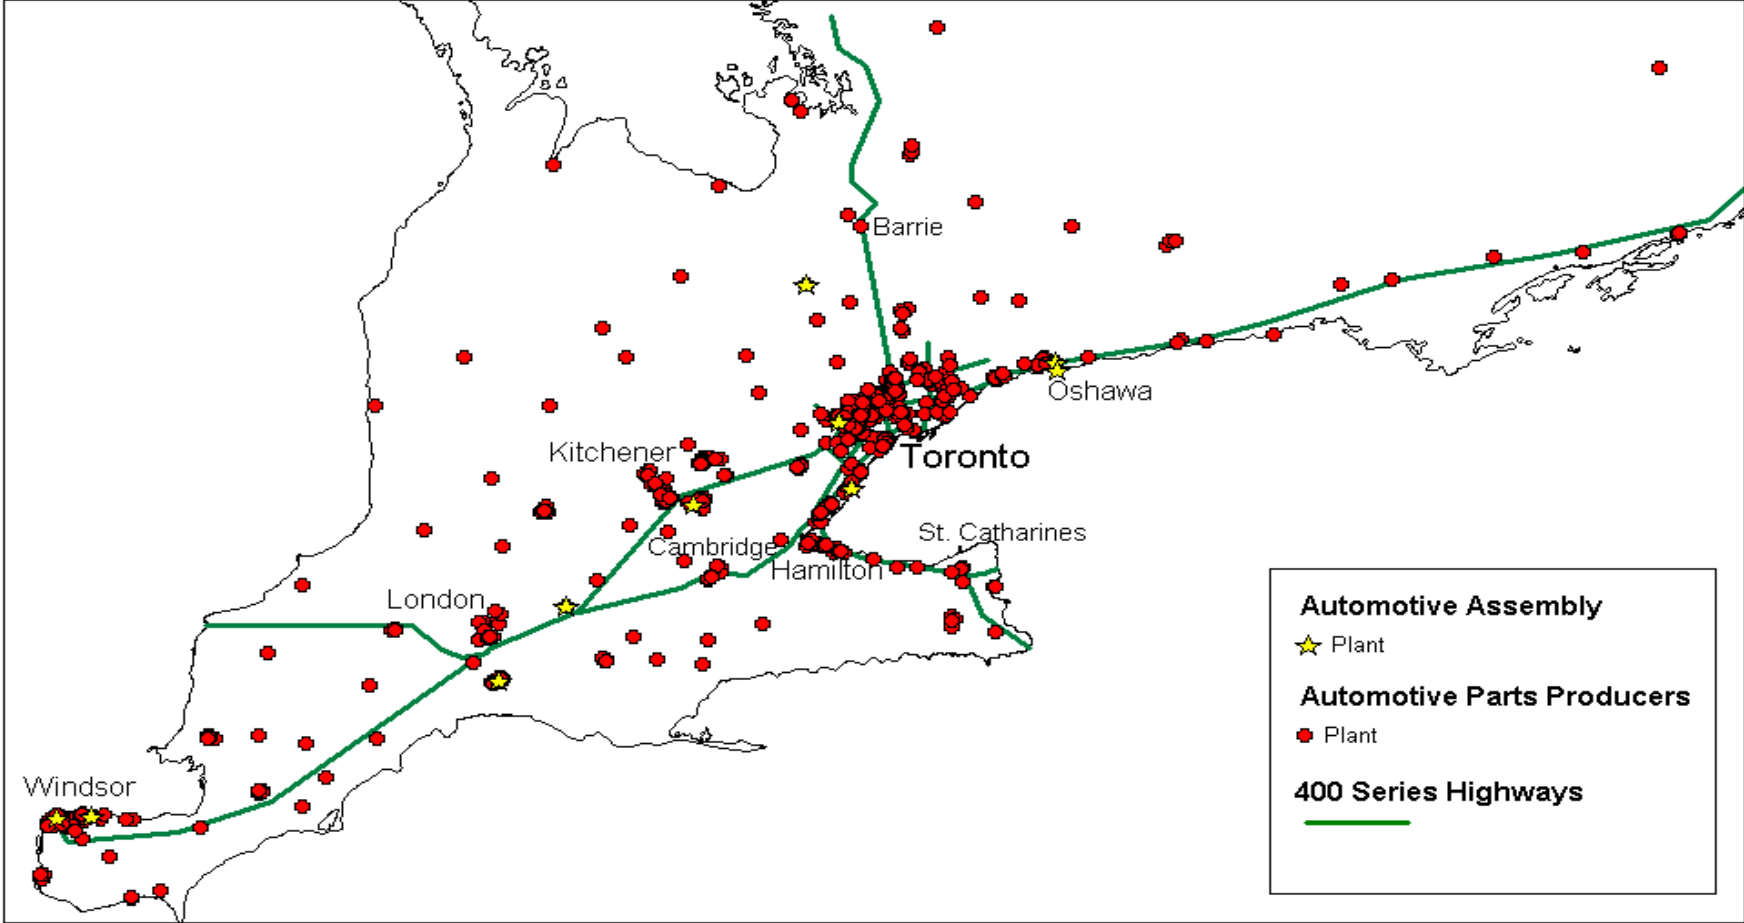 Barrie
Oshawa
Kitchener
Toronto
St. Catharines
Cambridge
Hamilton
London
Windsor
Automotive Assembly
Plant
Automotive Parts Producers
Plant
400 Series Highways